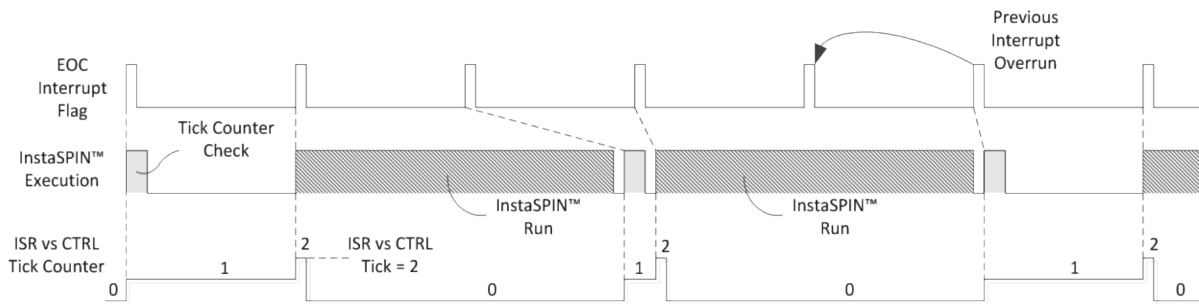 Previous
Interrupt
Overrun
EOC
Interrupt
Flag
Tick Counter
Check
InstaSPIN™
Execution
InstaSPIN™
Run
InstaSPIN™
Run
ISR vs CTRL
Tick Counter
0
1
2
ISR vs CTRL
Tick = 2
0
1
2
0
1
2
0